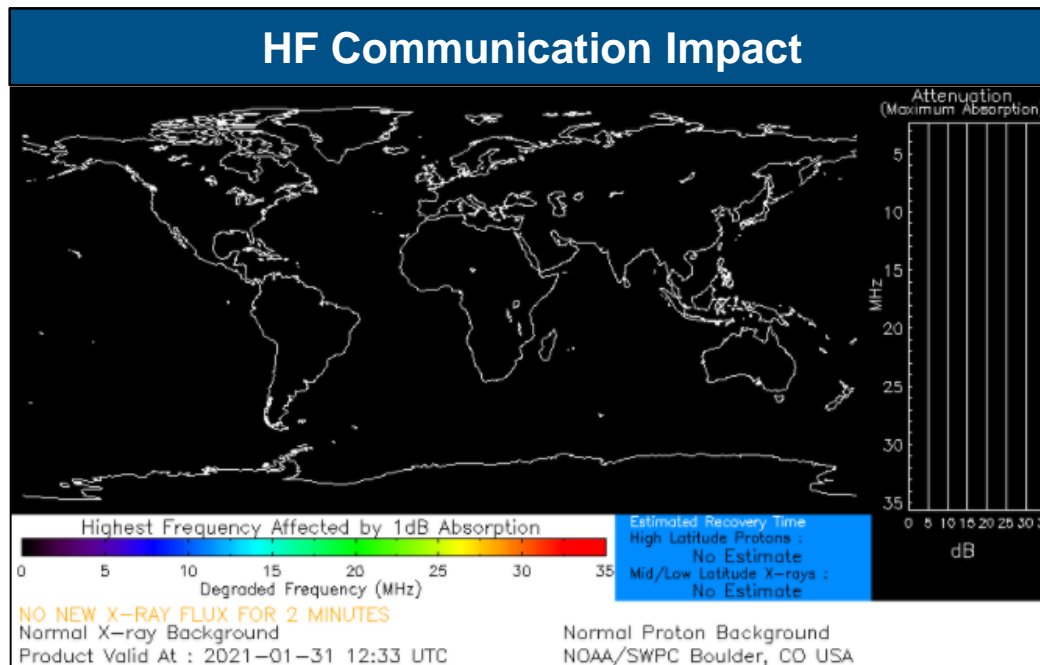 HF Communication Impact
Attenuation
(Maximum Absorption
5
10
15
20
25
30
35
MHz
0 5 10 15 20 25 30
dB
Highest Frequency Affected by 1dB Absorption
0 5 10 15 20 25 30 35
Degraded Frequency (MHz)
Estimated Recovery Time
High Latitude Protons :
No Estimate
Mid/Low Latitude X-rays :
No Estimate
NO NEW X-RAY FLUX FOR 2 MINUTES
Normal X-ray Background
Normal Proton Background
Product Valid At : 2021-01-31 12:33 UTC
NOAA/SWPC Boulder, CO USA